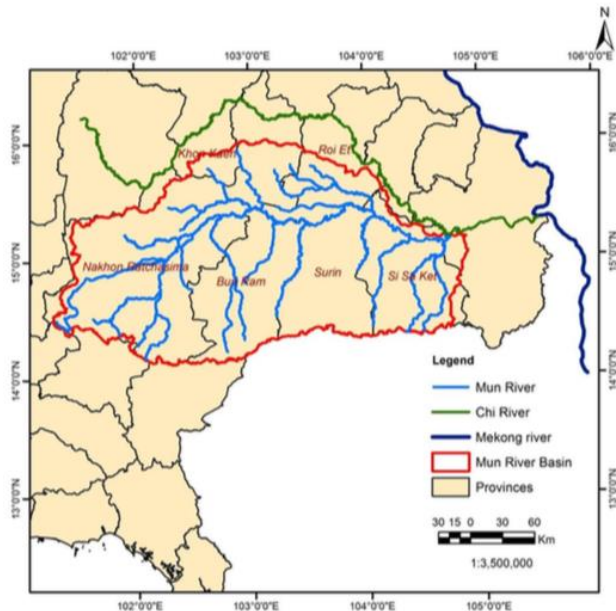 N
102°0'0"E 103°0'0"E 104°0'0"E 105°0'0"E 106°0'0"E
16°0'0"N
16°0'0"N
Khon Kaen
Roi Et
15°0'0"N
15°0'0"N
Nakhon Ratchasima
Buri Ram
Surin
Si Sa Ket
14°0'0"N
14°0'0"N
Legend
Mun River
Chi River
Mekong river
Mun River Basin
Provinces
13°0'0"N
13°0'0"N
30 15 0 30 60
Km
1:3,500,000
102°0'0"E 103°0'0"E 104°0'0"E 105°0'0"E